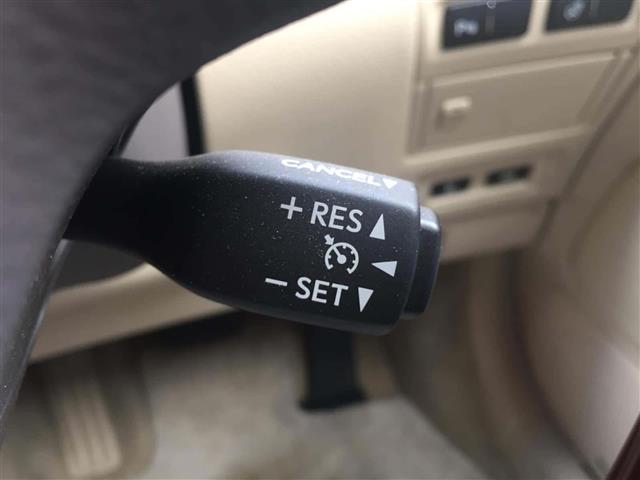 CANCEL▼
+ RES ▲
◀
− SET ▼